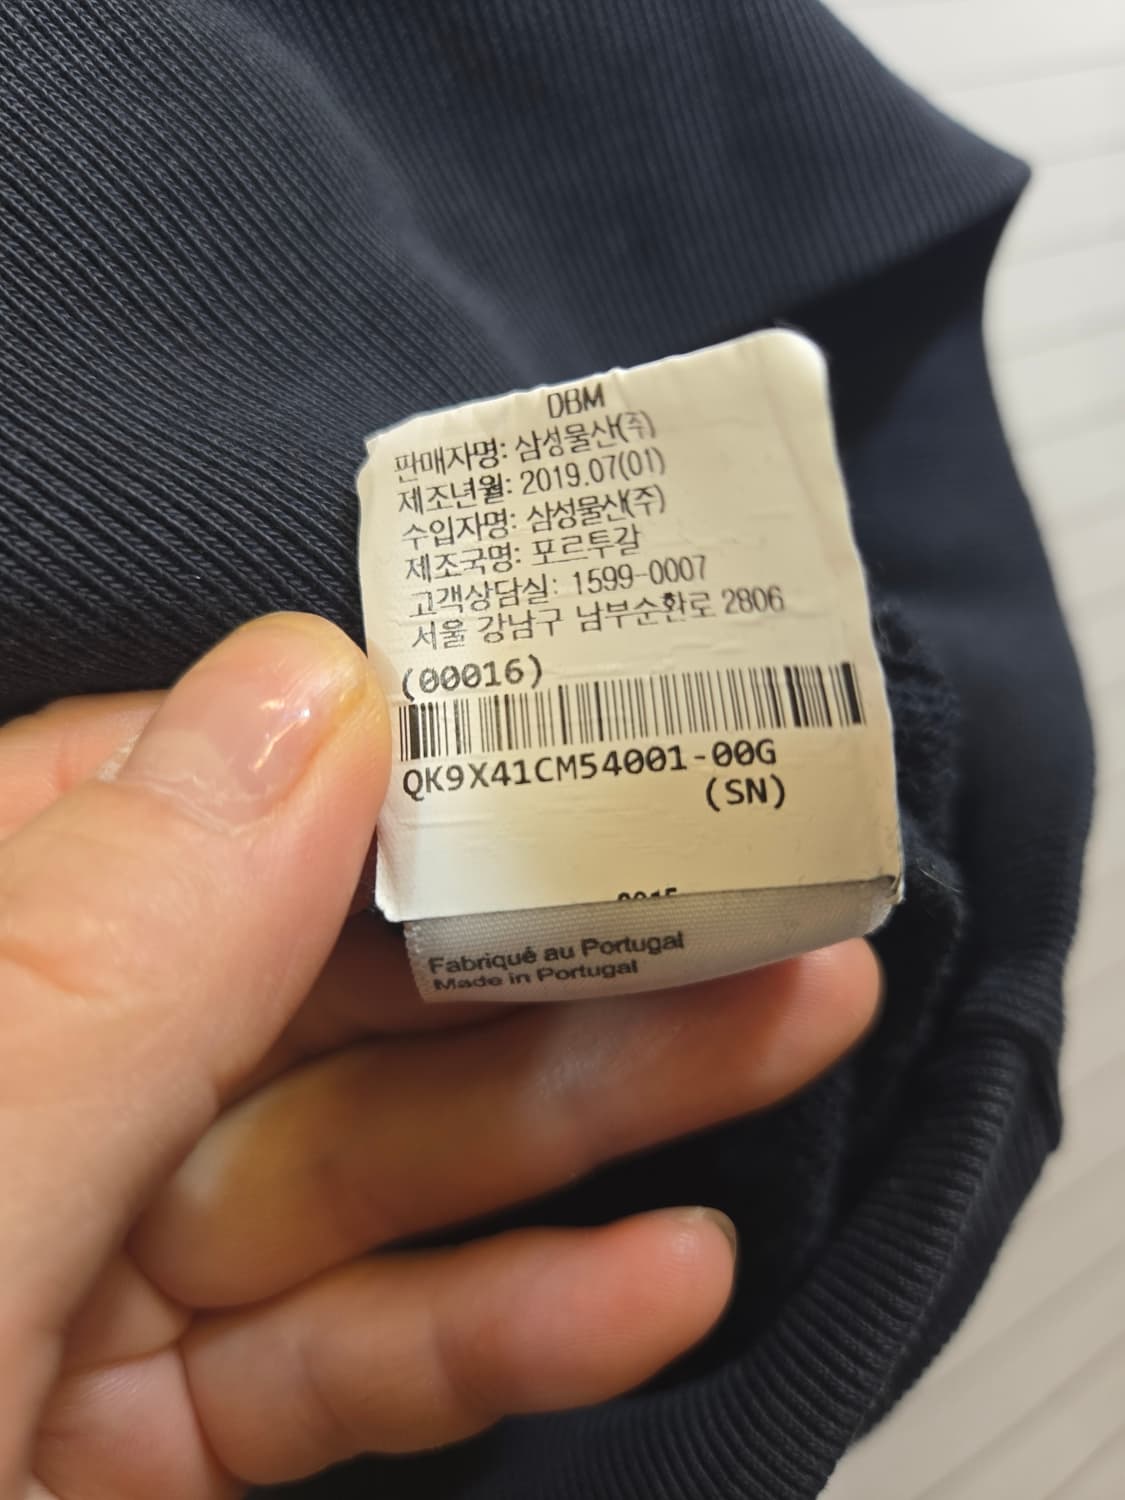 DBM
판매자명: 삼성물산(주)
제조년월: 2019.07(01)
수입자명: 삼성물산(주)
제조국명: 포르투갈
고객상담실: 1599-0007
서울 강남구 남부순환로 2806
(00016)
QK9X41CM54001-00G
(SN)
Fabriqué au Portugal
Made in Portugal